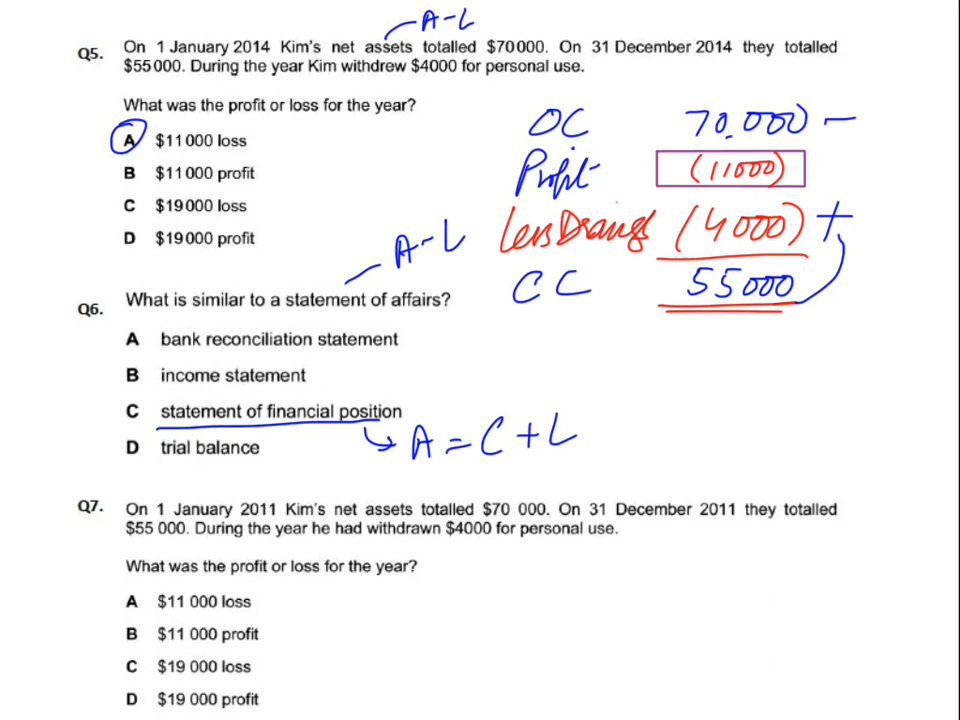 A-L
Q5. On 1 January 2014 Kim's net assets totalled $70000. On 31 December 2014 they totalled
$55000. During the year Kim withdrew $4000 for personal use.
What was the profit or loss for the year?
A $11000 loss
B $11000 profit
C $19000 loss
D $19000 profit
OC 70.000 -
Profit (11000)
Less Drawings (4000) +
CC 55000
A-L
Q6. What is similar to a statement of affairs?
A bank reconciliation statement
B income statement
C statement of financial position
D trial balance
A = C + L
Q7. On 1 January 2011 Kim's net assets totalled $70 000. On 31 December 2011 they totalled
$55 000. During the year he had withdrawn $4000 for personal use.
What was the profit or loss for the year?
A $11 000 loss
B $11 000 profit
C $19 000 loss
D $19 000 profit